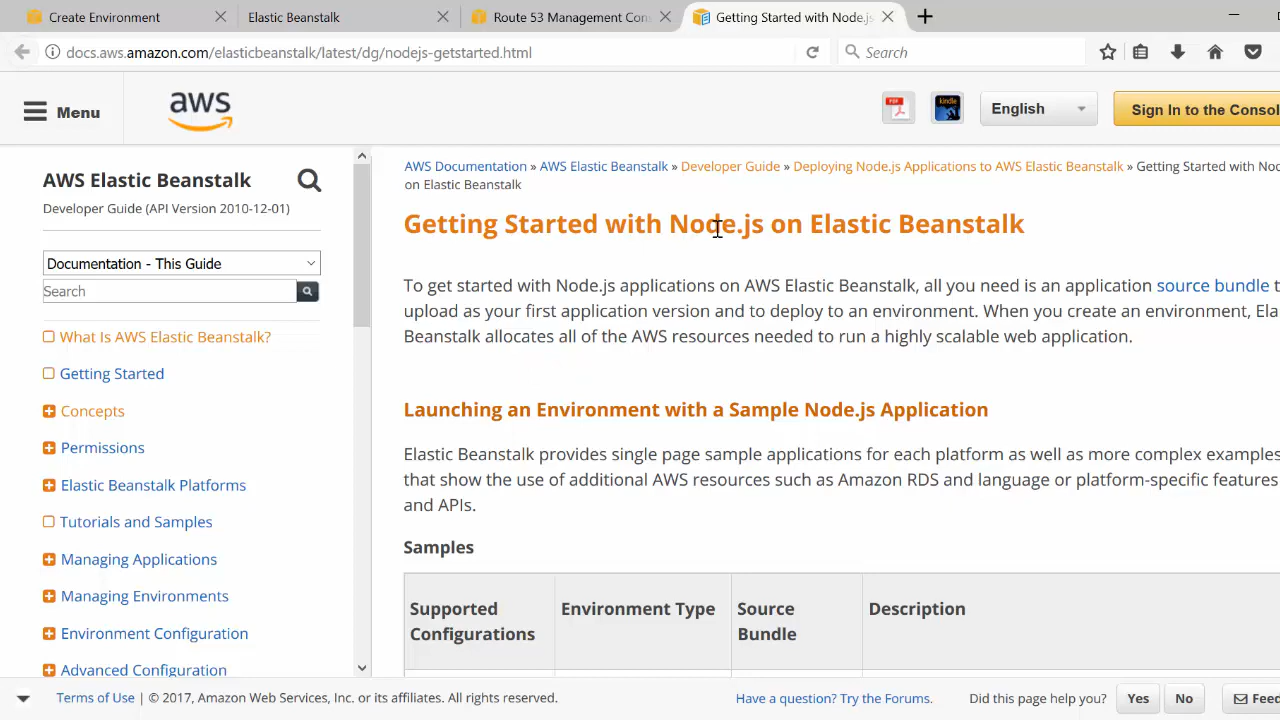 Create Environment
Elastic Beanstalk
Route 53 Management Con
Getting Started with Node.js
docs.aws.amazon.com/elasticbeanstalk/latest/dg/nodejs-getstarted.html
Search
Menu
aws
PDF
kindle
English
Sign In to the Consol
AWS Elastic Beanstalk
Developer Guide (API Version 2010-12-01)
Documentation - This Guide
Search
What Is AWS Elastic Beanstalk?
Getting Started
Concepts
Permissions
Elastic Beanstalk Platforms
Tutorials and Samples
Managing Applications
Managing Environments
Environment Configuration
Advanced Configuration
AWS Documentation » AWS Elastic Beanstalk » Developer Guide » Deploying Node.js Applications to AWS Elastic Beanstalk » Getting Started with Noc
on Elastic Beanstalk
Getting Started with Node.js on Elastic Beanstalk
To get started with Node.js applications on AWS Elastic Beanstalk, all you need is an application source bundle t
upload as your first application version and to deploy to an environment. When you create an environment, Ela
Beanstalk allocates all of the AWS resources needed to run a highly scalable web application.
Launching an Environment with a Sample Node.js Application
Elastic Beanstalk provides single page sample applications for each platform as well as more complex examples
that show the use of additional AWS resources such as Amazon RDS and language or platform-specific features
and APIs.
Samples
Supported
Configurations
Environment Type
Source
Bundle
Description
Terms of Use | © 2017, Amazon Web Services, Inc. or its affiliates. All rights reserved.
Have a question? Try the Forums.
Did this page help you?
Yes
No
Feed